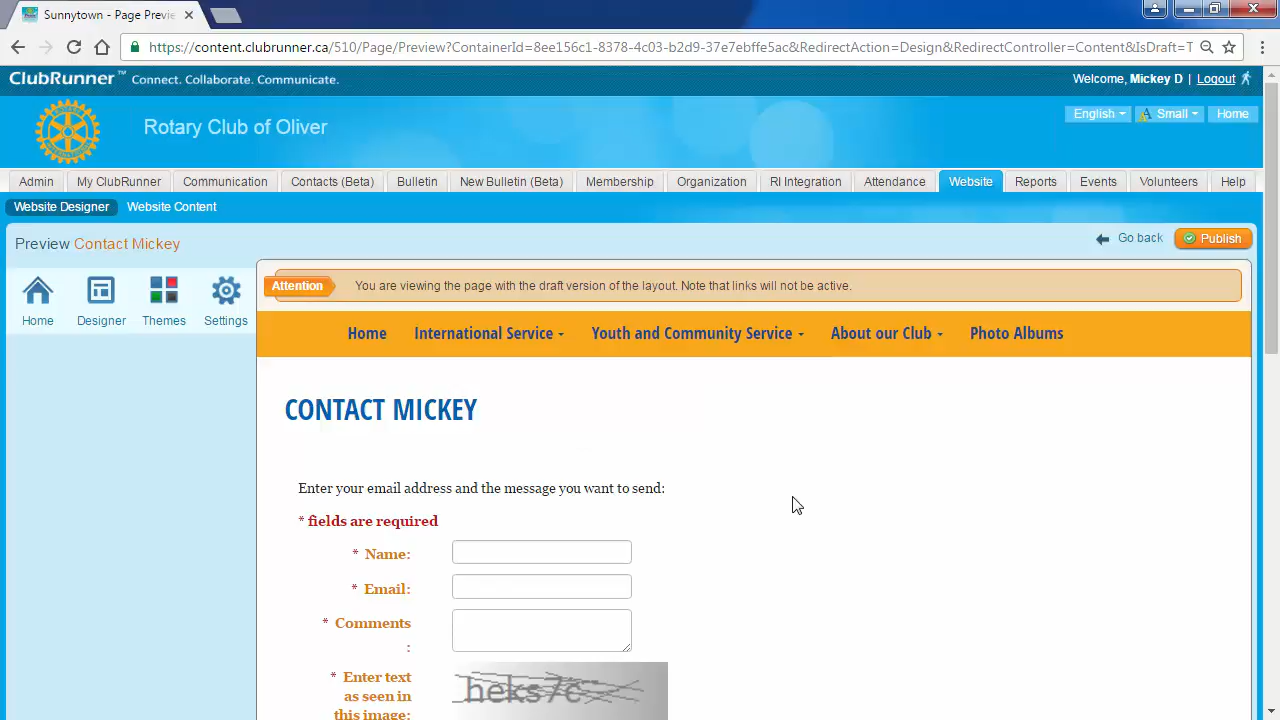 Sunnytown - Page Previe
https://content.clubrunner.ca/510/Page/Preview?ContainerId=8ee156c1-8378-4c03-b2d9-37e7ebffe5ac&RedirectAction=Design&RedirectController=Content&IsDraft=T
ClubRunner™ Connect. Collaborate. Communicate.
Welcome, Mickey D | Logout
Rotary Club of Oliver
English Small Home
Admin My ClubRunner Communication Contacts (Beta) Bulletin New Bulletin (Beta) Membership Organization RI Integration Attendance Website Reports Events Volunteers Help
Website Designer Website Content
Preview Contact Mickey
Go back Publish
Home Designer Themes Settings
Attention You are viewing the page with the draft version of the layout. Note that links will not be active.
Home International Service Youth and Community Service About our Club Photo Albums
CONTACT MICKEY
Enter your email address and the message you want to send:
* fields are required
* Name:
* Email:
* Comments
:
* Enter text
as seen in
this image:
heks7c